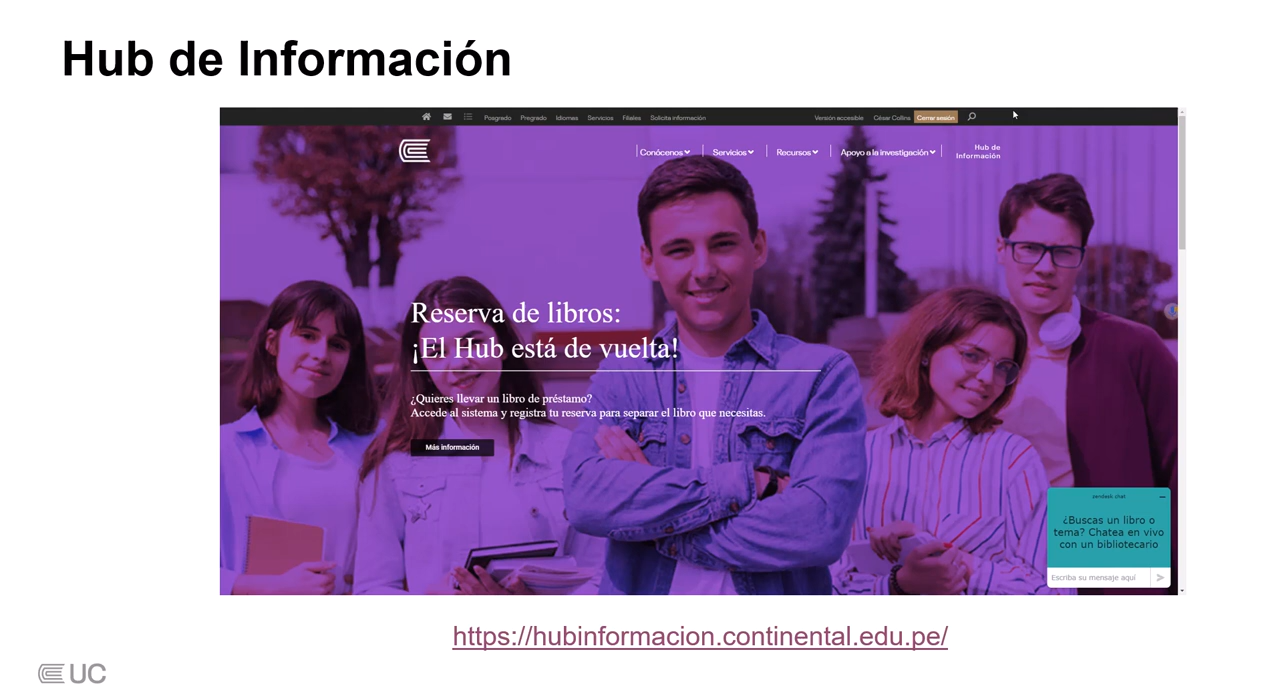 Hub de Información
Posgrado Pregrado Idiomas Servicios Filiales Solicita información Versión accesible César Collins Cerrar sesión
Conócenos Servicios Recursos Apoyo a la investigación Hub de
Información
Reserva de libros:
¡El Hub está de vuelta!
¿Quieres llevar un libro de préstamo?
Accede al sistema y registra tu reserva para separar el libro que necesitas.
Más información
zendesk chat
¿Buscas un libro o
tema? Chatea en vivo
con un bibliotecario
Escriba su mensaje aquí
https://hubinformacion.continental.edu.pe/
UC